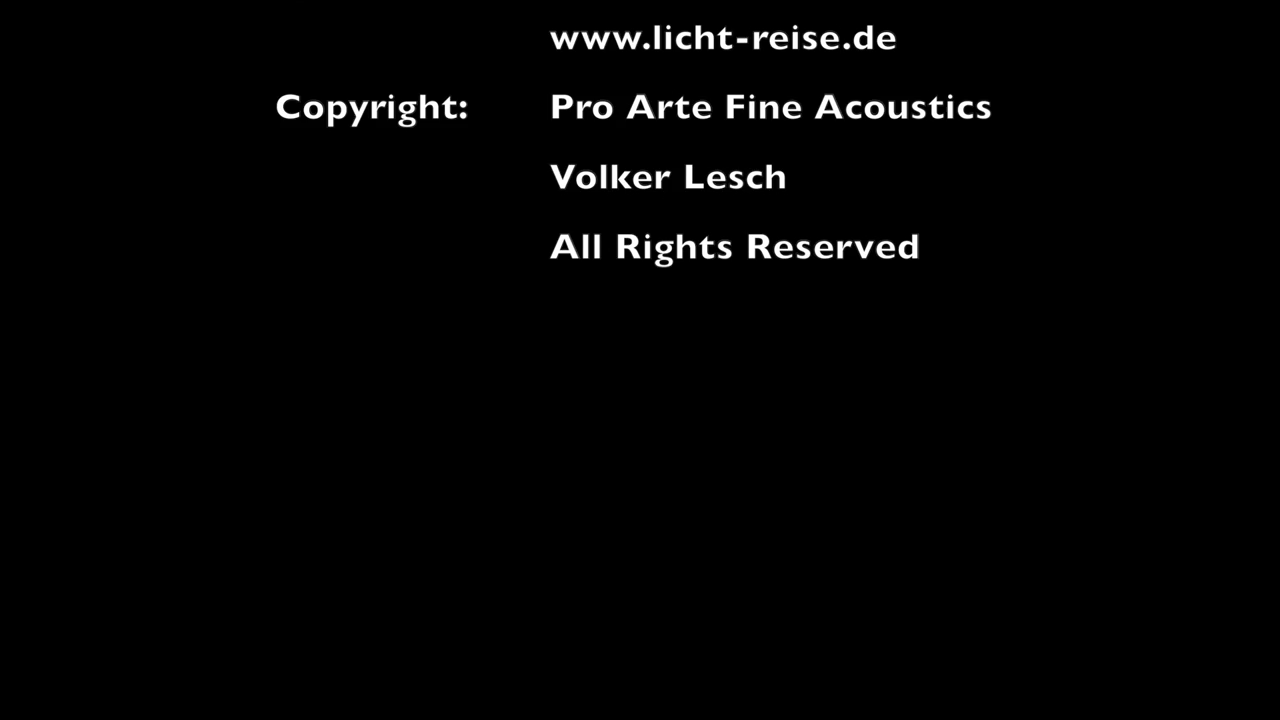 www.licht-reise.de
Copyright: Pro Arte Fine Acoustics
Volker Lesch
All Rights Reserved